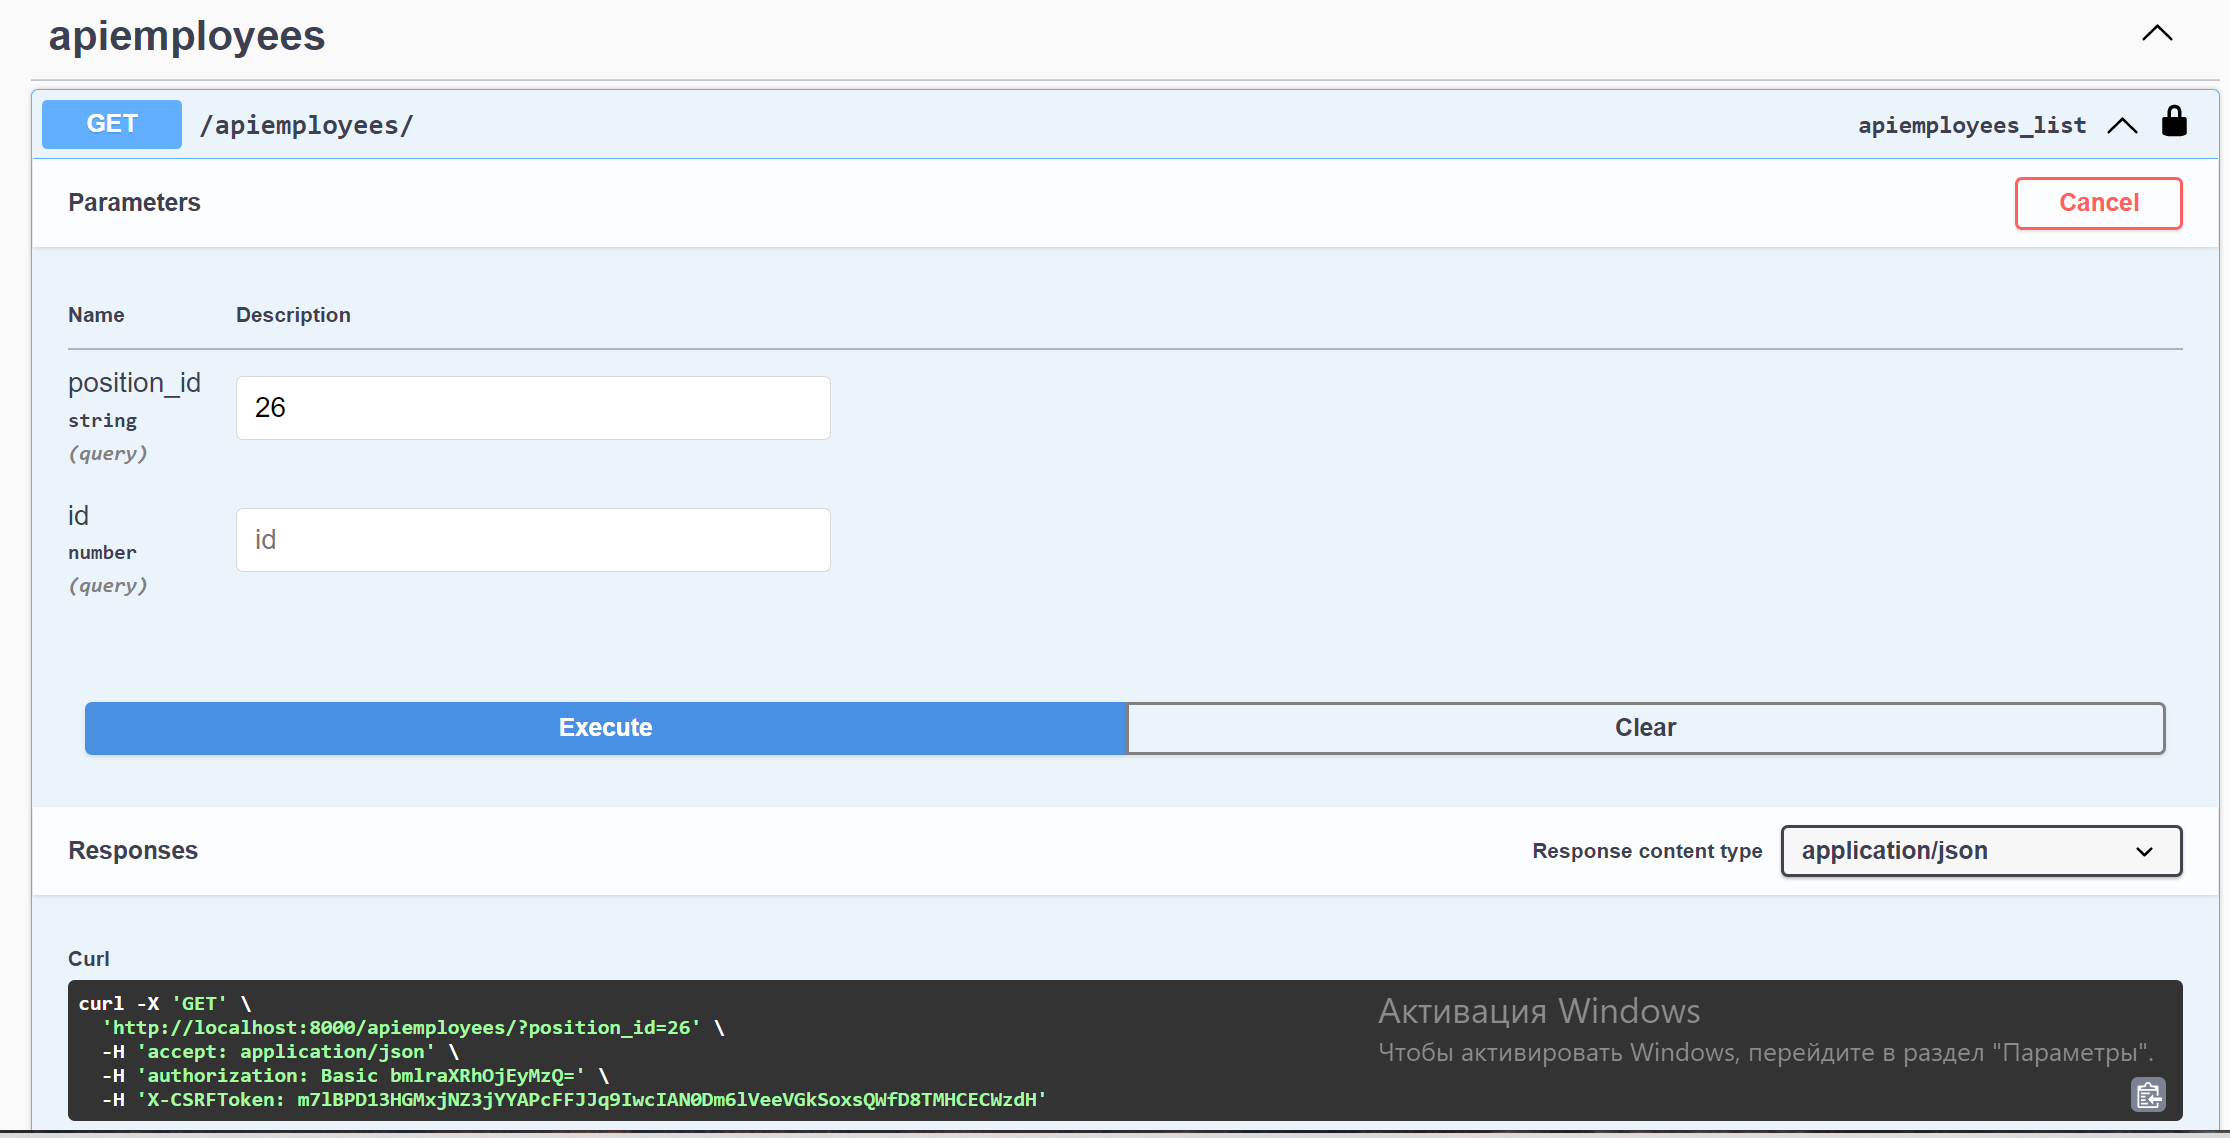 apiemployees
GET /apiemployees/ apiemployees_list
Parameters Cancel
Name Description
position_id
string
(query)
26
id
number
(query)
id
Execute Clear
Responses Response content type application/json
Curl
curl -X 'GET' \
'http://localhost:8000/apiemployees/?position_id=26' \
-H 'accept: application/json' \
-H 'authorization: Basic bmlraXRhOjEyMzQ=' \
-H 'X-CSRFToken: m7lBPD13HGMxjNZ3jYYAPcFFJJq9IwcIAN0Dm6lVeeVGkSoxsQWfD8TMHCECWzdH'
Активация Windows
Чтобы активировать Windows, перейдите в раздел "Параметры".